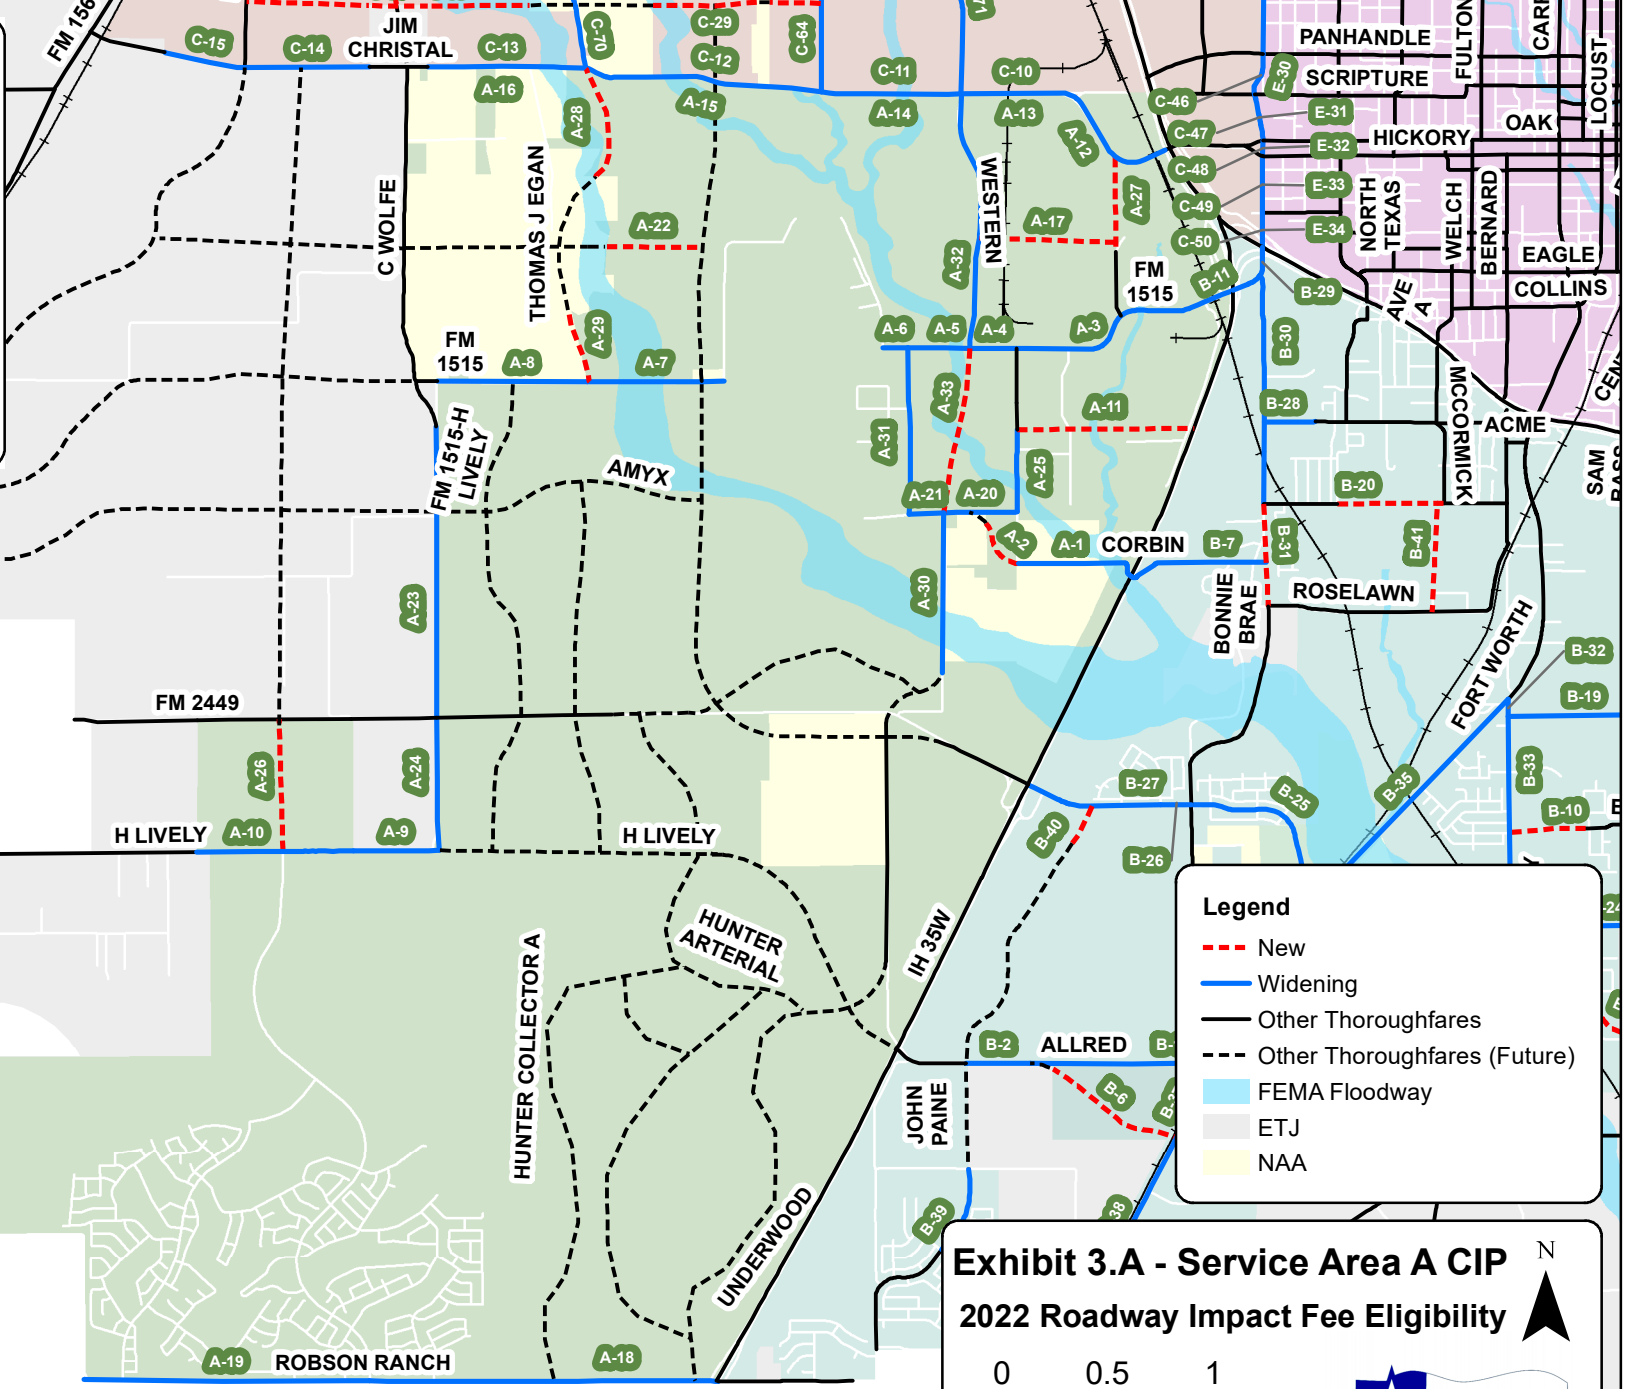 FM 156
C-15
C-14
JIM
CHRISTAL
C-13
C-70
C-29
C-12
C-64
C-11
71
C-10
PANHANDLE
FULTON
LOCUST
SCRIPTURE
E-30
C-46
E-31
OAK
HICKORY
C-47
E-32
C-48
E-33
C-49
E-34
C-50
A-16
A-28
A-15
A-14
A-13
A-12
A-27
C WOLFE
THOMAS J EGAN
A-22
WESTERN
A-17
A-32
FM
1515
B-11
B-29
NORTH
TEXAS
WELCH
BERNARD
EAGLE
COLLINS
AVE
A
FM
1515
A-8
A-29
A-7
A-6
A-5
A-4
A-3
B-30
B-28
MCCORMICK
ACME
SAM
A-33
A-11
A-31
A-25
FM 1515-H
LIVELY
AMYX
A-21
A-20
A-2
A-1
CORBIN
B-7
B-20
B-31
B-41
ROSELAWN
BONNIE
BRAE
A-23
A-30
FORT WORTH
B-32
B-19
FM 2449
A-26
A-24
B-27
B-25
B-35
B-33
B-10
H LIVELY
A-10
A-9
H LIVELY
B-40
B-26
HUNTER
ARTERIAL
HUNTER COLLECTOR A
IH 35W
B-2
ALLRED
B-6
JOHN
PAINE
UNDERWOOD
B-39
38
A-19
ROBSON RANCH
A-18
Legend
New
Widening
Other Thoroughfares
Other Thoroughfares (Future)
FEMA Floodway
ETJ
NAA
Exhibit 3.A - Service Area A CIP
2022 Roadway Impact Fee Eligibility
N
0 0.5 1